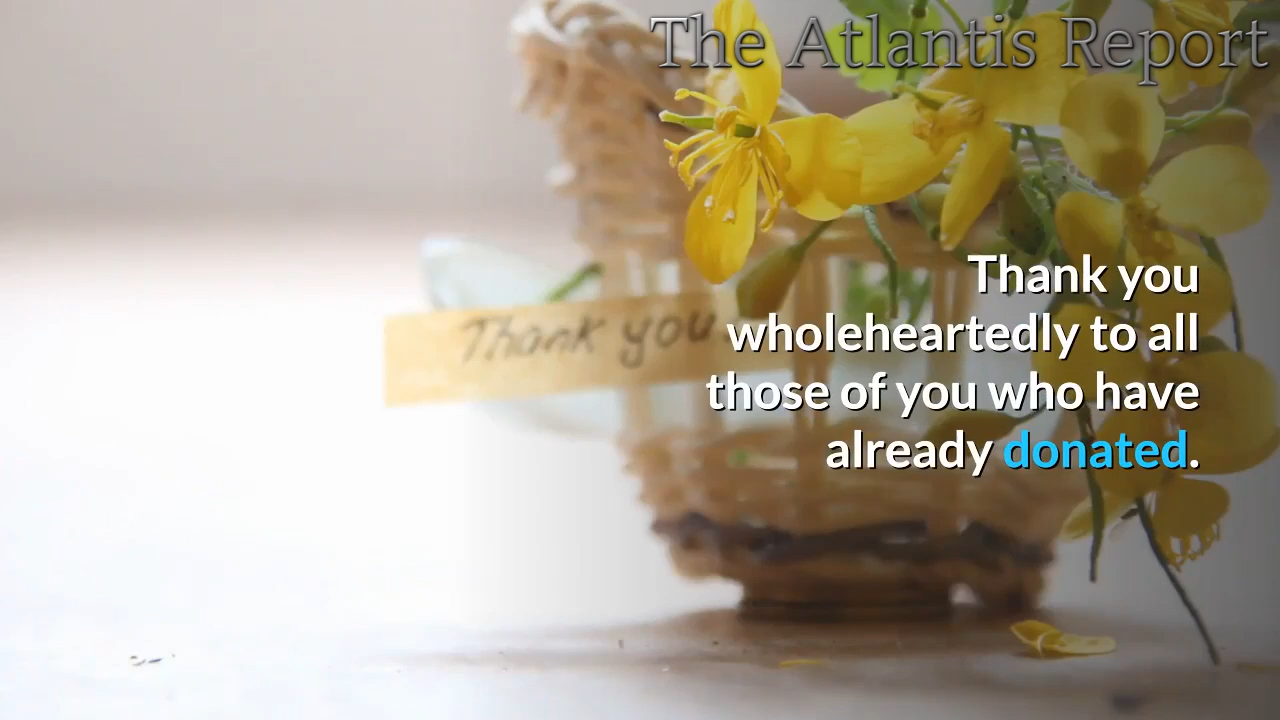 The Atlantis Report
Thank you
Thank you
wholeheartedly to all
those of you who have
already donated.